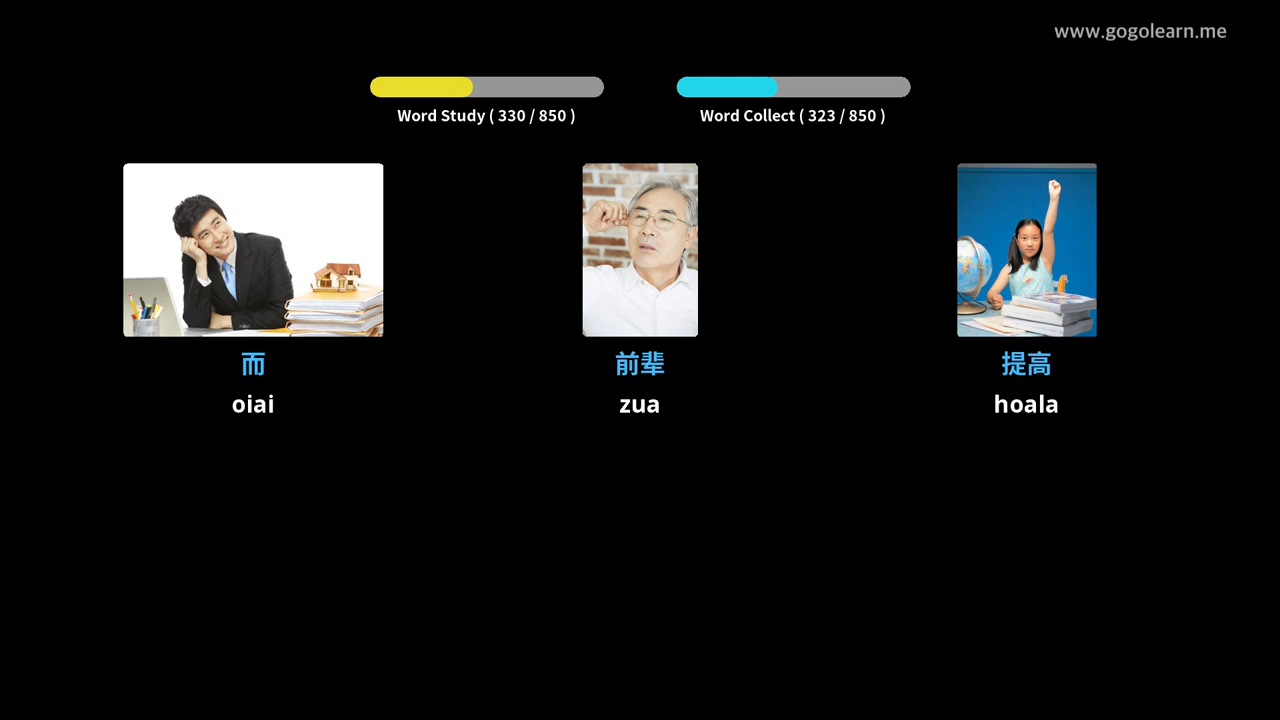 www.gogolearn.me
Word Study ( 330 / 850 )
Word Collect ( 323 / 850 )
而
前辈
提高
oiai
zua
hoala